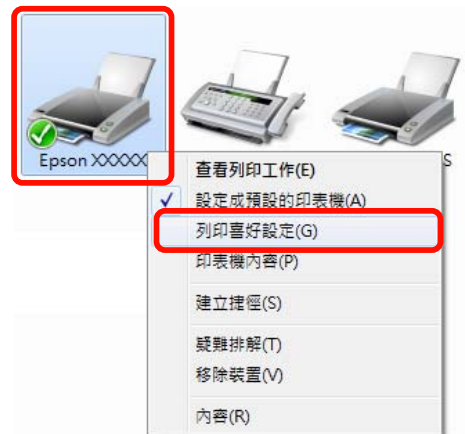 Epson XXXXX
S
查看列印工作(E)
設定成預設的印表機(A)
列印喜好設定(G)
印表機內容(P)
建立捷徑(S)
疑難排解(T)
移除裝置(V)
內容(R)